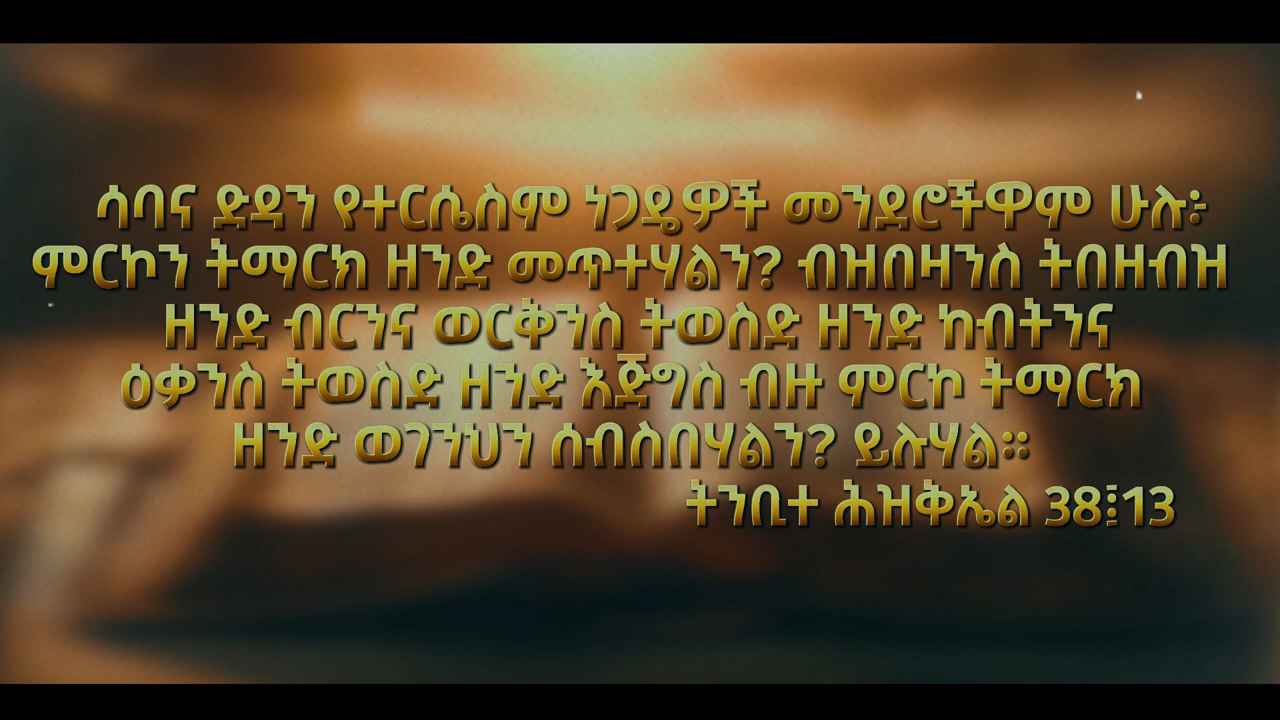 ሳባና ድዳን የተርሴስም ነጋዴዎች መንደሮችዋም ሁሉ፦
ምርኮን ትማርክ ዘንድ መጥተሃልን? ብዝበዛንስ ትበዘብዝ
ዘንድ ብርንና ወርቅንስ ትወስድ ዘንድ ከብትንና
ዕቃንስ ትወስድ ዘንድ እጅግስ ብዙ ምርኮ ትማርክ
ዘንድ ወገንህን ሰብስበሃልን? ይሉሃል።
ትንቢተ ሕዝቅኤል 38፤13